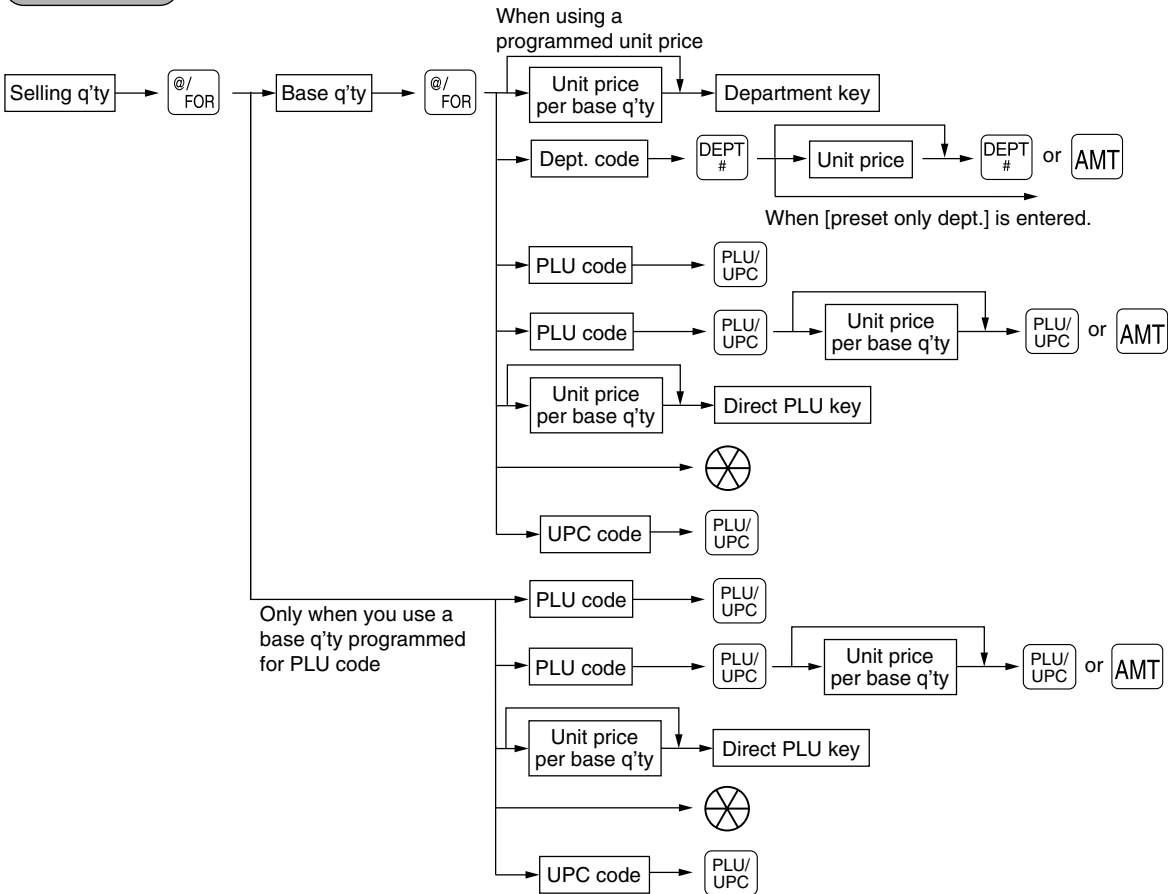 When using a
programmed unit price
Selling q'ty
@/
FOR
Base q'ty
@/
FOR
Unit price
per base q'ty
Department key
Dept. code
DEPT
#
Unit price
DEPT
#
or
AMT
When [preset only dept.] is entered.
PLU code
PLU/
UPC
PLU code
PLU/
UPC
Unit price
per base q'ty
PLU/
UPC
or
AMT
Unit price
per base q'ty
Direct PLU key
UPC code
PLU/
UPC
Only when you use a
base q'ty programmed
for PLU code
PLU code
PLU/
UPC
PLU code
PLU/
UPC
Unit price
per base q'ty
PLU/
UPC
or
AMT
Unit price
per base q'ty
Direct PLU key
UPC code
PLU/
UPC